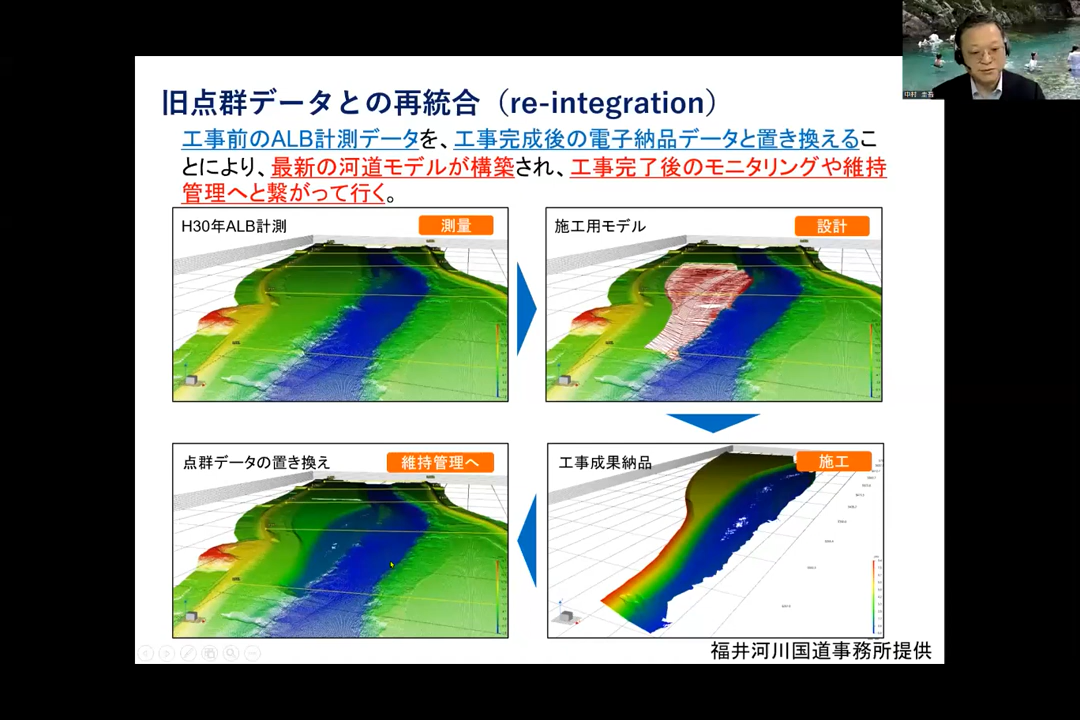 旧点群データとの再統合（re-integration）
工事前のALB計測データを、工事完成後の電子納品データと置き換えるこ
とにより、最新の河道モデルが構築され、工事完了後のモニタリングや維持
管理へと繋がって行く。
H30年ALB計測
測量
施工用モデル
設計
点群データの置き換え
維持管理へ
工事成果納品
施工
福井河川国道事務所提供